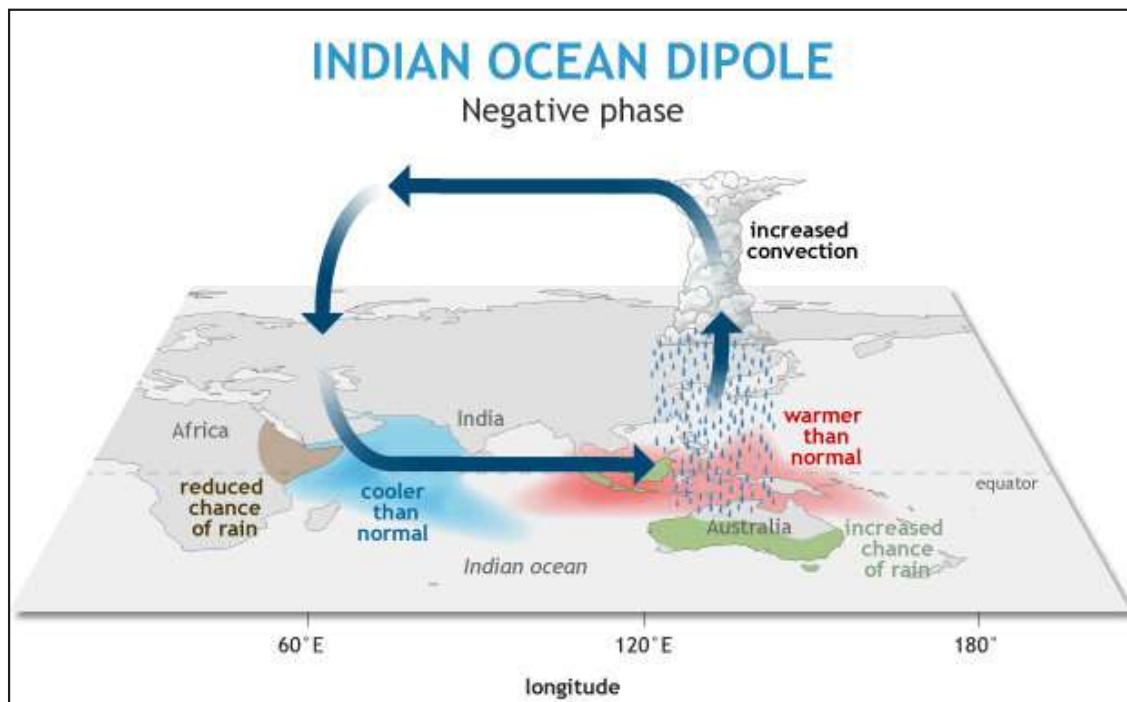 INDIAN OCEAN DIPOLE
Negative phase
increased
convection
Africa
India
warmer
than
normal
reduced
chance
of rain
cooler
than
normal
equator
Australia
increased
chance
of rain
Indian ocean
60°E
120°E
180°
longitude